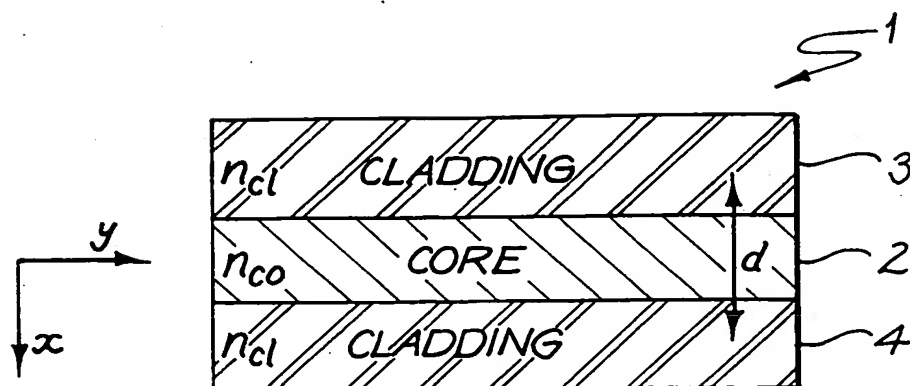 1
n_cl CLADDING 3
y
n_co CORE d 2
x
n_cl CLADDING 4